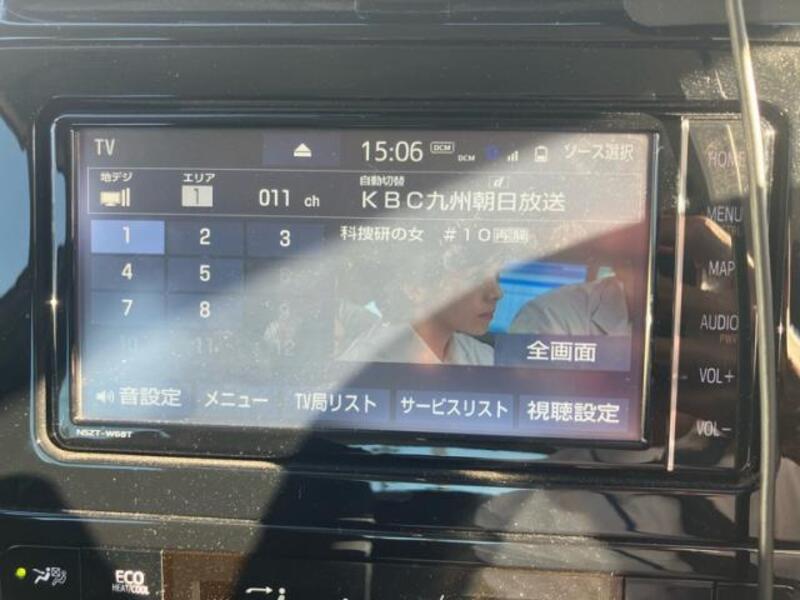 TV
15:06 DCM DCM ソース選択
地デジ エリア 1 011 ch
自動切替 d
KBC九州朝日放送
1 2 3
科捜研の女 #10
4 5
7 8
全画面
音設定 メニュー TV局リスト サービスリスト 視聴設定
NSZT-W68T
HOME
MENU
MAP
AUDIO
VOL+
VOL-
ECO
HEAT/COOL